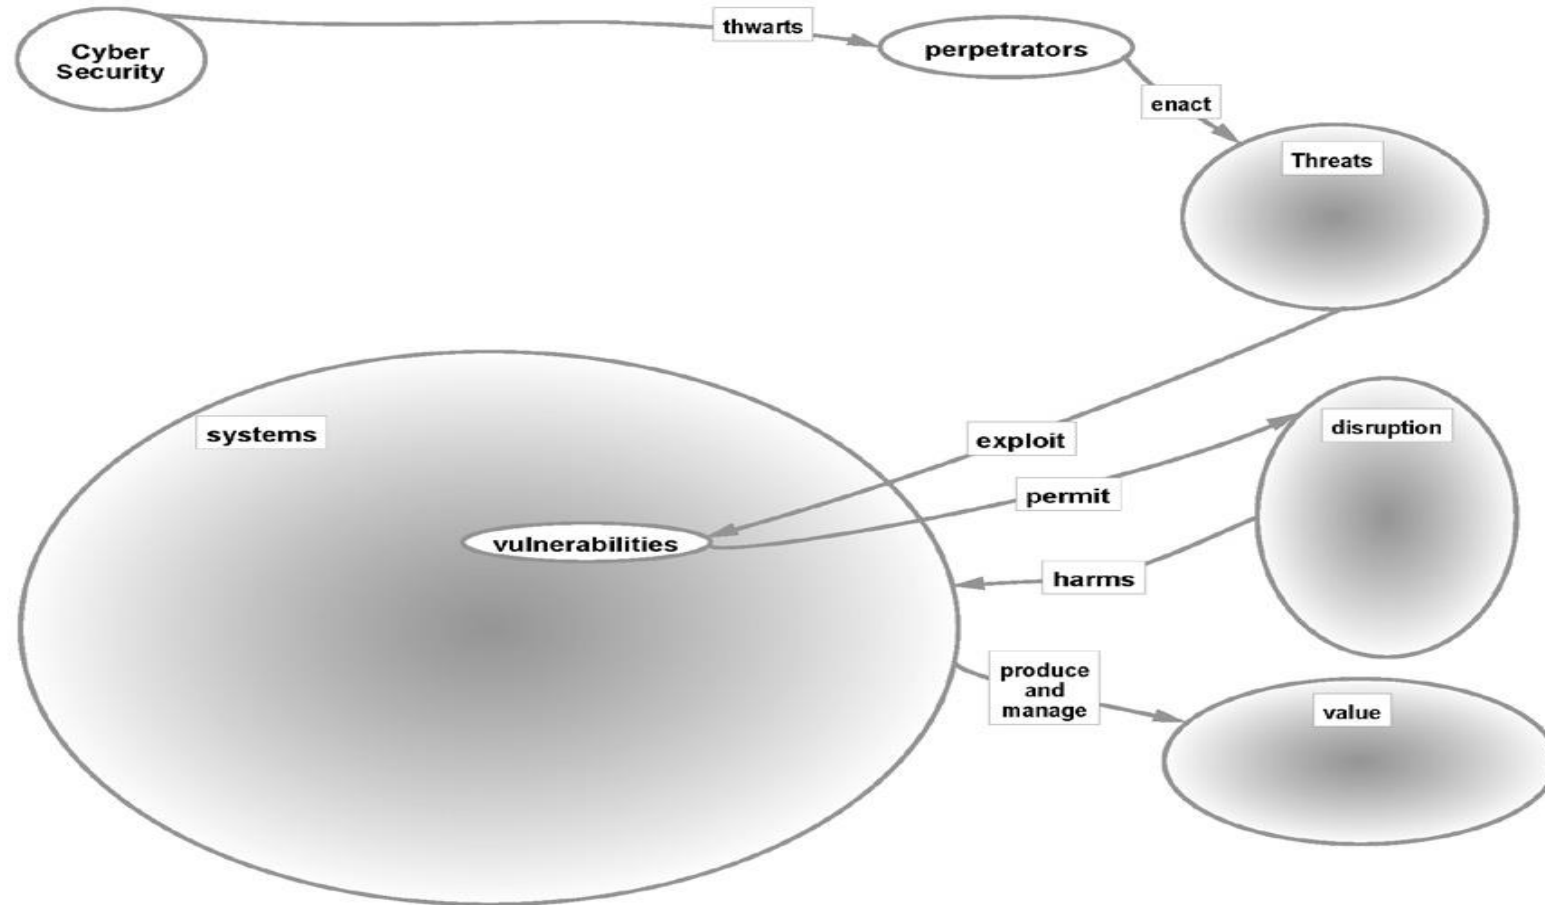 Cyber
Security
thwarts
perpetrators
enact
Threats
systems
exploit
disruption
permit
vulnerabilities
harms
produce
and
manage
value